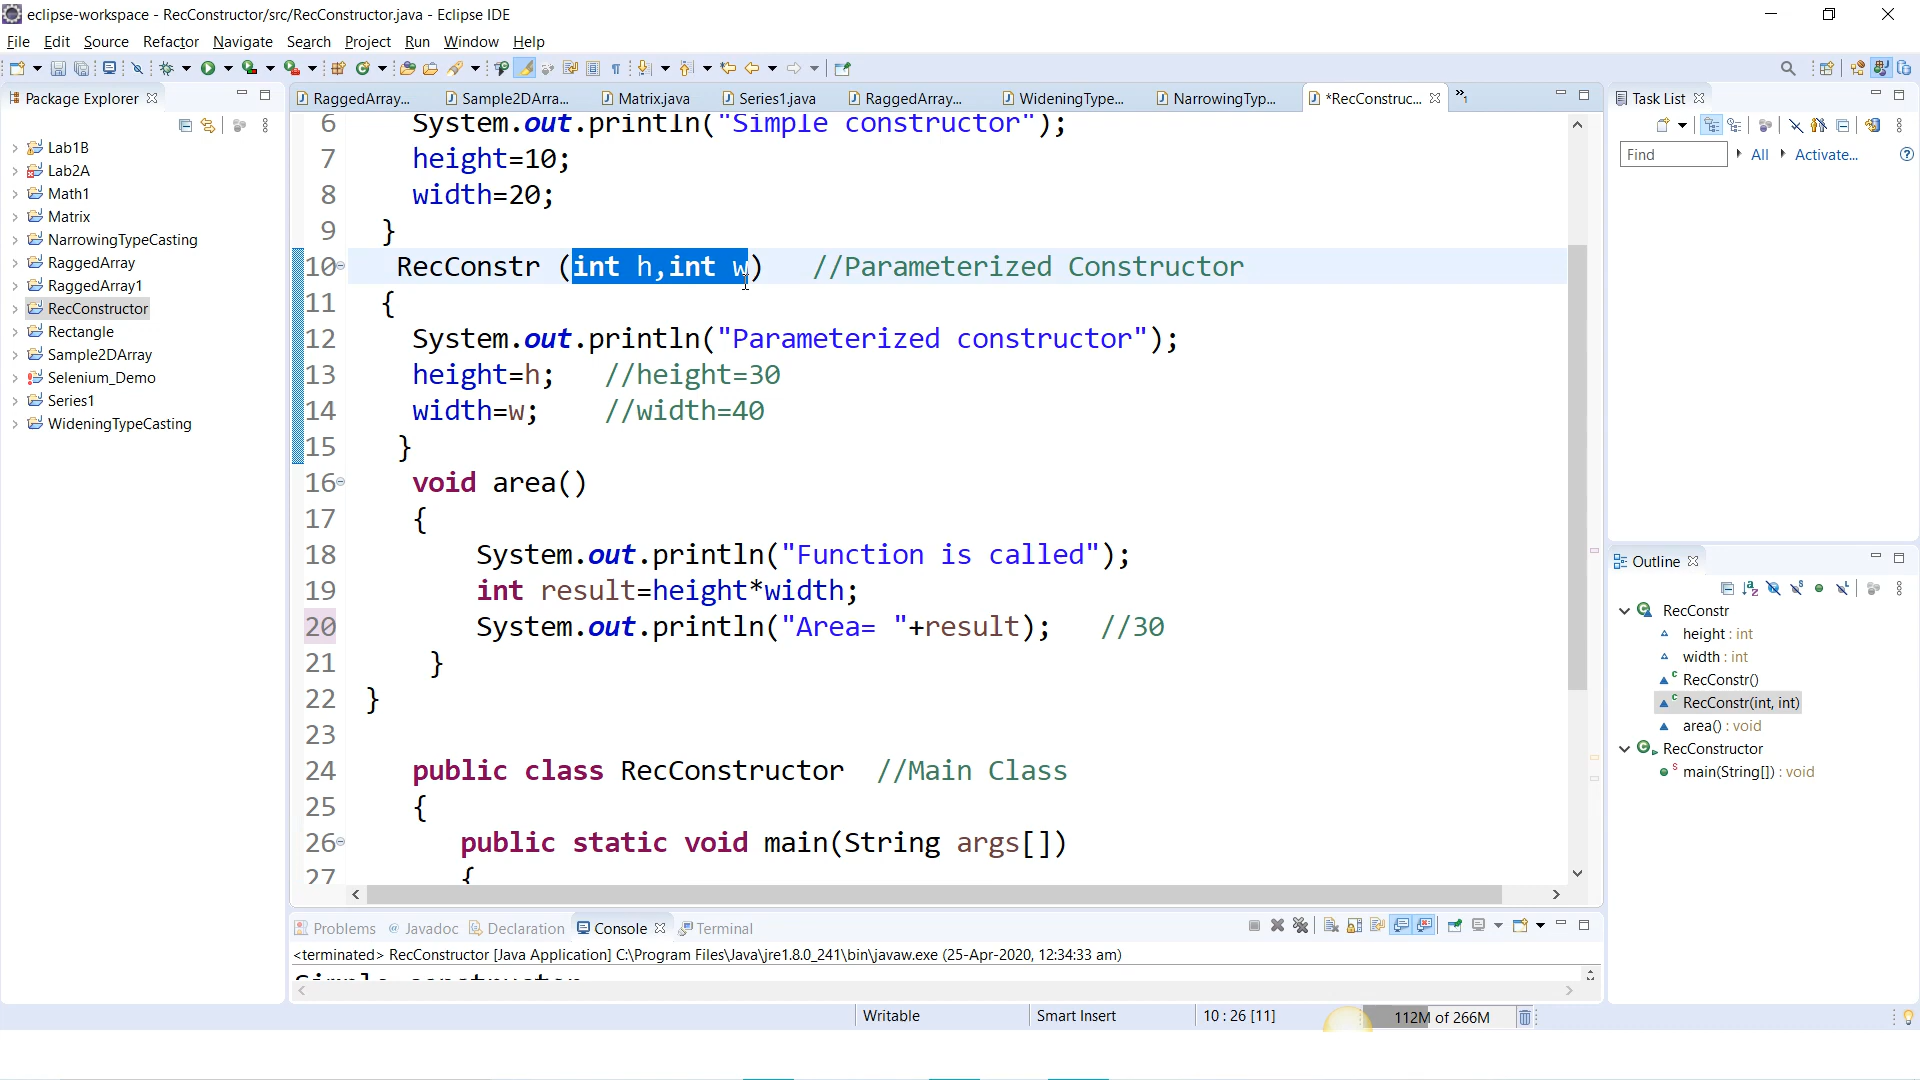 eclipse-workspace - RecConstructor/src/RecConstructor.java - Eclipse IDE
File Edit Source Refactor Navigate Search Project Run Window Help
Package Explorer
Lab1B
Lab2A
Math1
Matrix
NarrowingTypeCasting
RaggedArray
RaggedArray1
RecConstructor
Rectangle
Sample2DArray
Selenium_Demo
Series1
WideningTypeCasting
RaggedArray... Sample2DArra... Matrix.java Series1.java RaggedArray... WideningType... NarrowingTyp... *RecConstruc... »1
6 System.out.println("Simple constructor");
7 height=10;
8 width=20;
9 }
10 RecConstr (int h,int w) //Parameterized Constructor
11 {
12 System.out.println("Parameterized constructor");
13 height=h; //height=30
14 width=w; //width=40
15 }
16 void area()
17 {
18 System.out.println("Function is called");
19 int result=height*width;
20 System.out.println("Area= "+result); //30
21 }
22 }
23
24 public class RecConstructor //Main Class
25 {
26 public static void main(String args[])
27 {
Problems Javadoc Declaration Console Terminal
<terminated> RecConstructor [Java Application] C:\Program Files\Java\jre1.8.0_241\bin\javaw.exe (25-Apr-2020, 12:34:33 am)
Simple constructor
Task List
Find All Activate...
Outline
RecConstr
height : int
width : int
RecConstr()
RecConstr(int, int)
area() : void
RecConstructor
main(String[]) : void
Writable Smart Insert 10 : 26 [11] 112M of 266M